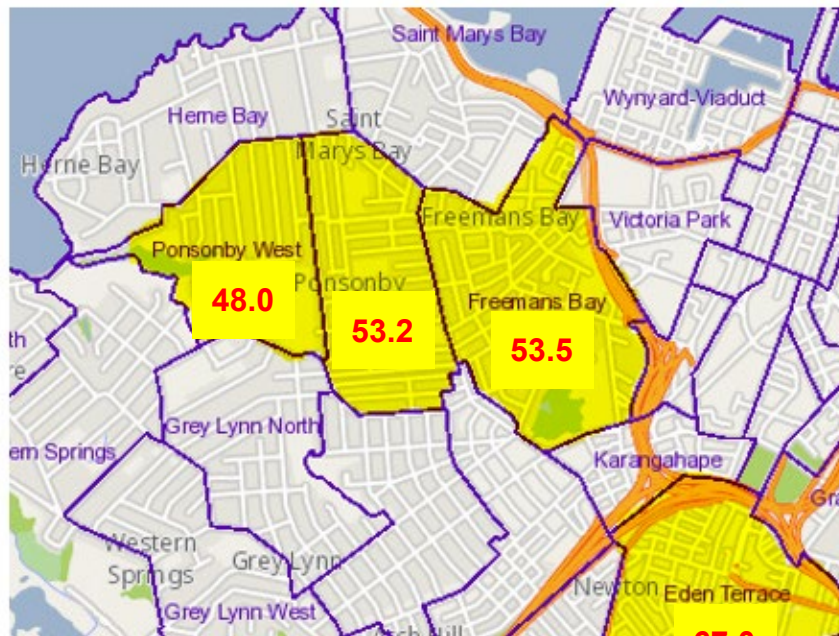 Saint Marys Bay
Wynyard-Viaduct
Herne Bay
Saint
Marys Bay
Herne Bay
Freemans Bay
Victoria Park
Ponsonby West
Ponsonby
48.0
Freemans Bay
53.2
53.5
Grey Lynn North
Karangahape
Western
Springs
Grey Lynn
Newton
Eden Terrace
Grey Lynn West